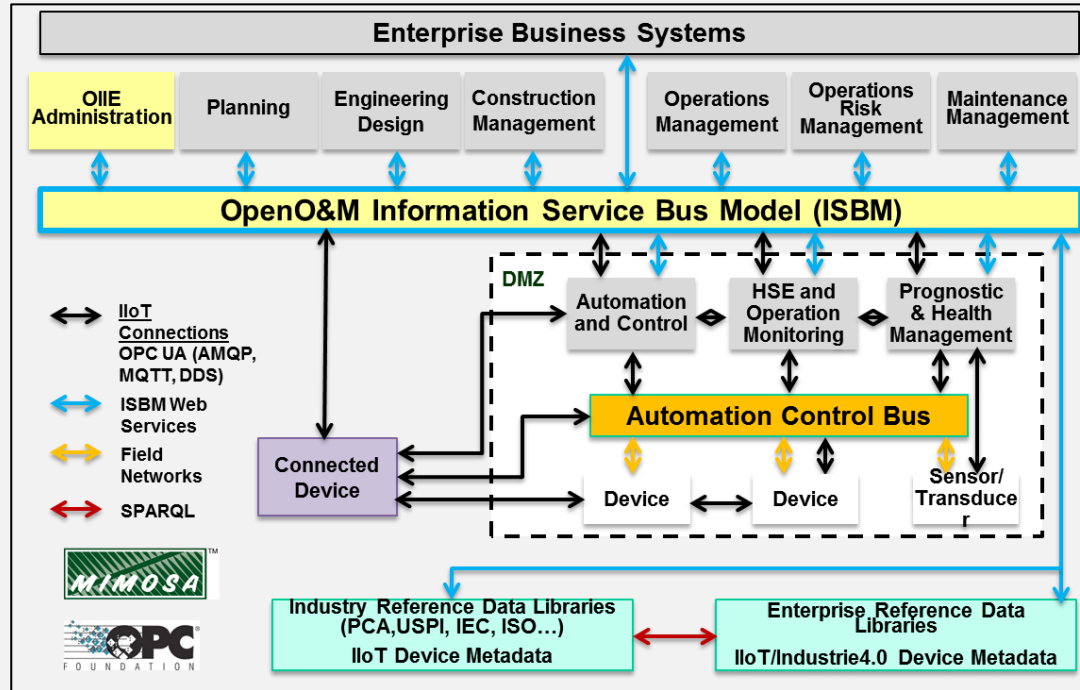 Enterprise Business Systems
OIIE
Administration
Planning
Engineering
Design
Construction
Management
Operations
Management
Operations
Risk
Management
Maintenance
Management
OpenO&M Information Service Bus Model (ISBM)
DMZ
Automation
and Control
HSE and
Operation
Monitoring
Prognostic
& Health
Management
IIoT
Connections
OPC UA (AMQP,
MQTT, DDS)
ISBM Web
Services
Field
Networks
SPARQL
Automation Control Bus
Connected
Device
Device
Device
Sensor/
Transduce
r
MIMOSA™
OPC®
FOUNDATION
Industry Reference Data Libraries
(PCA,USPI, IEC, ISO…)
IIoT Device Metadata
Enterprise Reference Data
Libraries
IIoT/Industrie4.0 Device Metadata